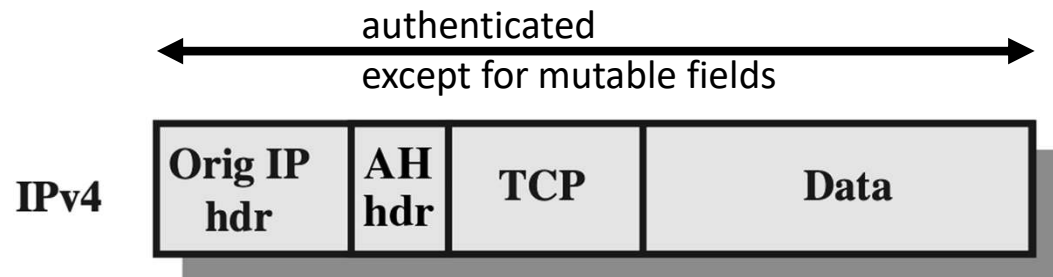 authenticated
except for mutable fields
IPv4
Orig IP
hdr
AH
hdr
TCP
Data